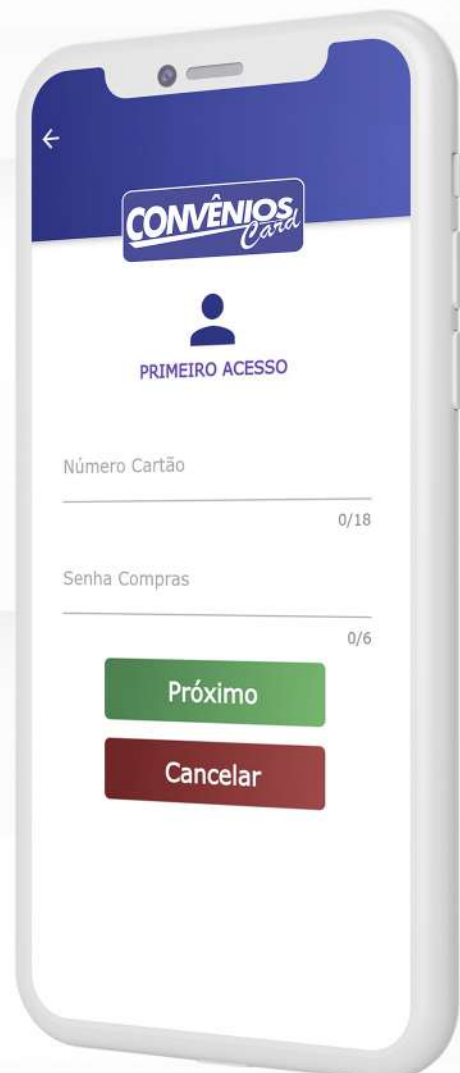 CONVÊNIOS
Card
PRIMEIRO ACESSO
Número Cartão
0/18
Senha Compras
0/6
Próximo
Cancelar